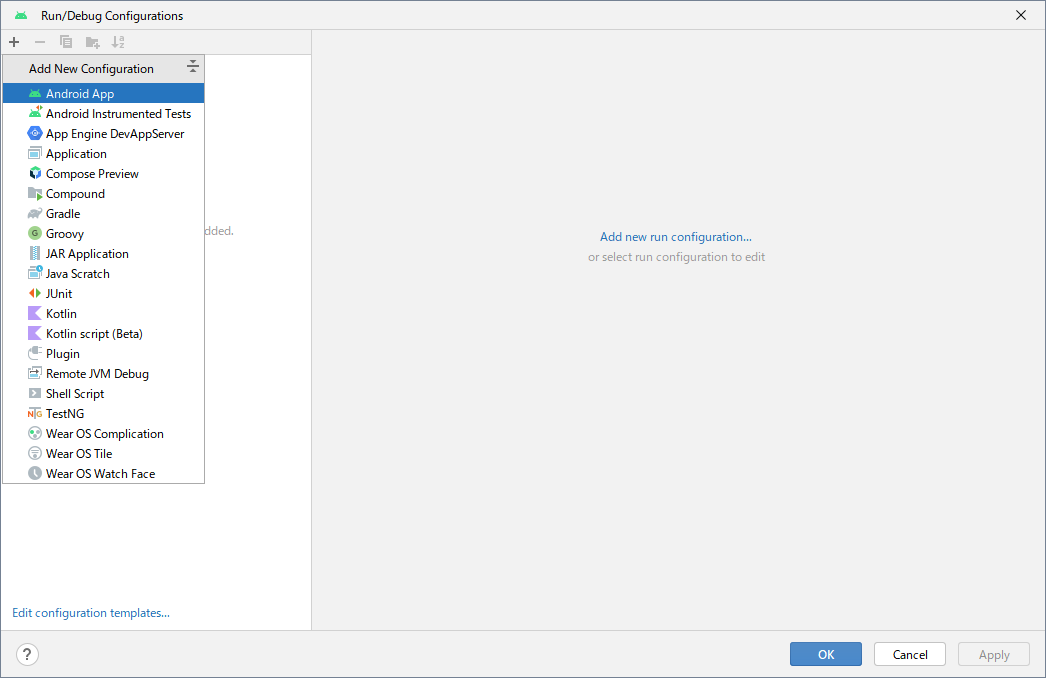 Run/Debug Configurations
Add New Configuration
Android App
Android Instrumented Tests
App Engine DevAppServer
Application
Compose Preview
Compound
Gradle
G Groovy
JAR Application
Java Scratch
JUnit
Kotlin
Kotlin script (Beta)
Plugin
Remote JVM Debug
Shell Script
NTG TestNG
Wear OS Complication
Wear OS Tile
Wear OS Watch Face
dded.
Edit configuration templates...
Add new run configuration...
or select run configuration to edit
?
OK
Cancel
Apply